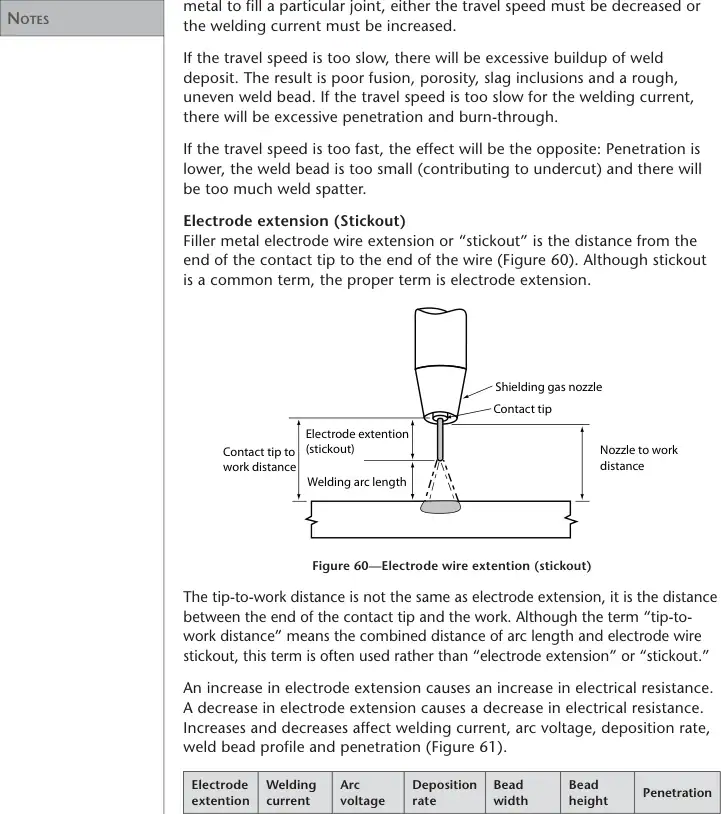 NOTES
metal to fill a particular joint, either the travel speed must be decreased or
the welding current must be increased.
If the travel speed is too slow, there will be excessive buildup of weld
deposit. The result is poor fusion, porosity, slag inclusions and a rough,
uneven weld bead. If the travel speed is too slow for the welding current,
there will be excessive penetration and burn-through.
If the travel speed is too fast, the effect will be the opposite: Penetration is
lower, the weld bead is too small (contributing to undercut) and there will
be too much weld spatter.
Electrode extension (Stickout)
Filler metal electrode wire extension or “stickout” is the distance from the
end of the contact tip to the end of the wire (Figure 60). Although stickout
is a common term, the proper term is electrode extension.
Shielding gas nozzle
Contact tip
Electrode extention
(stickout)
Contact tip to
work distance
Nozzle to work
distance
Welding arc length
Figure 60—Electrode wire extention (stickout)
The tip-to-work distance is not the same as electrode extension, it is the distance
between the end of the contact tip and the work. Although the term “tip-to-
work distance” means the combined distance of arc length and electrode wire
stickout, this term is often used rather than “electrode extension” or “stickout.”
An increase in electrode extension causes an increase in electrical resistance.
A decrease in electrode extension causes a decrease in electrical resistance.
Increases and decreases affect welding current, arc voltage, deposition rate,
weld bead profile and penetration (Figure 61).
Electrode extention
Welding current
Arc voltage
Deposition rate
Bead width
Bead height
Penetration